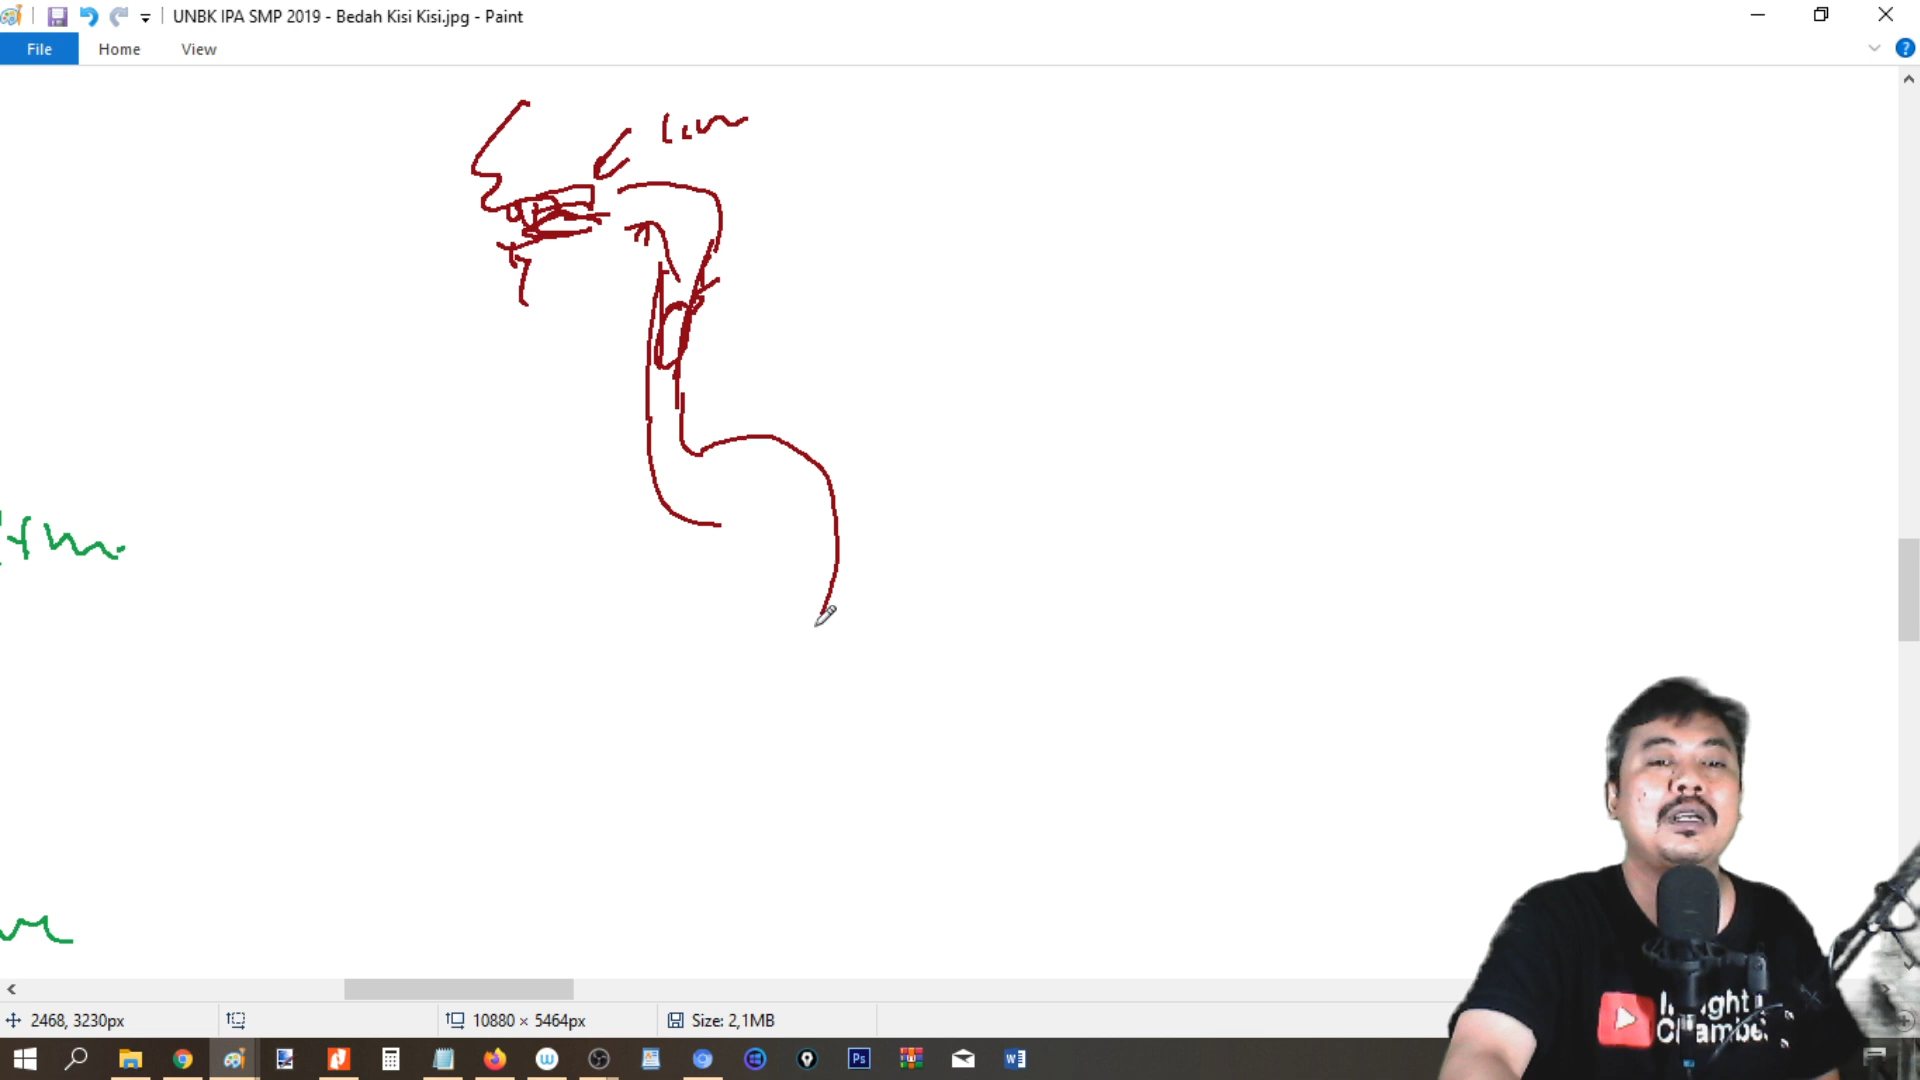 UNBK IPA SMP 2019 - Bedah Kisi Kisi.jpg - Paint
File Home View
2468, 3230px
10880 × 5464px
Size: 2,1MB
Ps